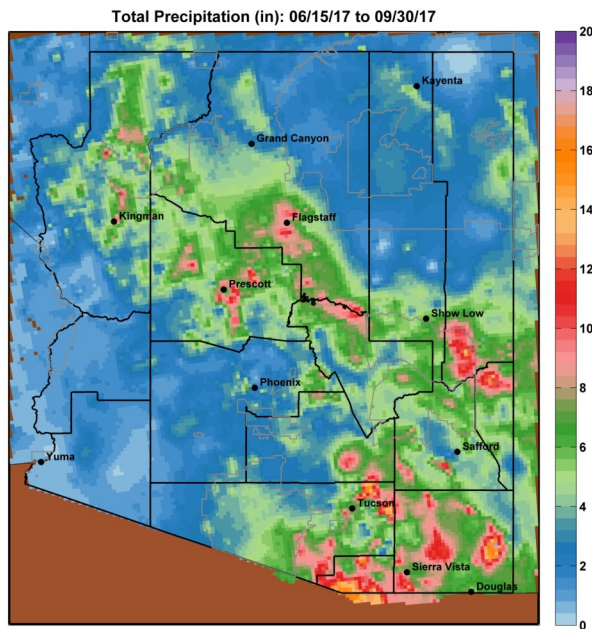 Total Precipitation (in): 06/15/17 to 09/30/17
20
18
16
14
12
10
8
6
4
2
0
Kayenta
Grand Canyon
Kingman
Flagstaff
Prescott
Show Low
Phoenix
Safford
Yuma
Tucson
Sierra Vista
Douglas